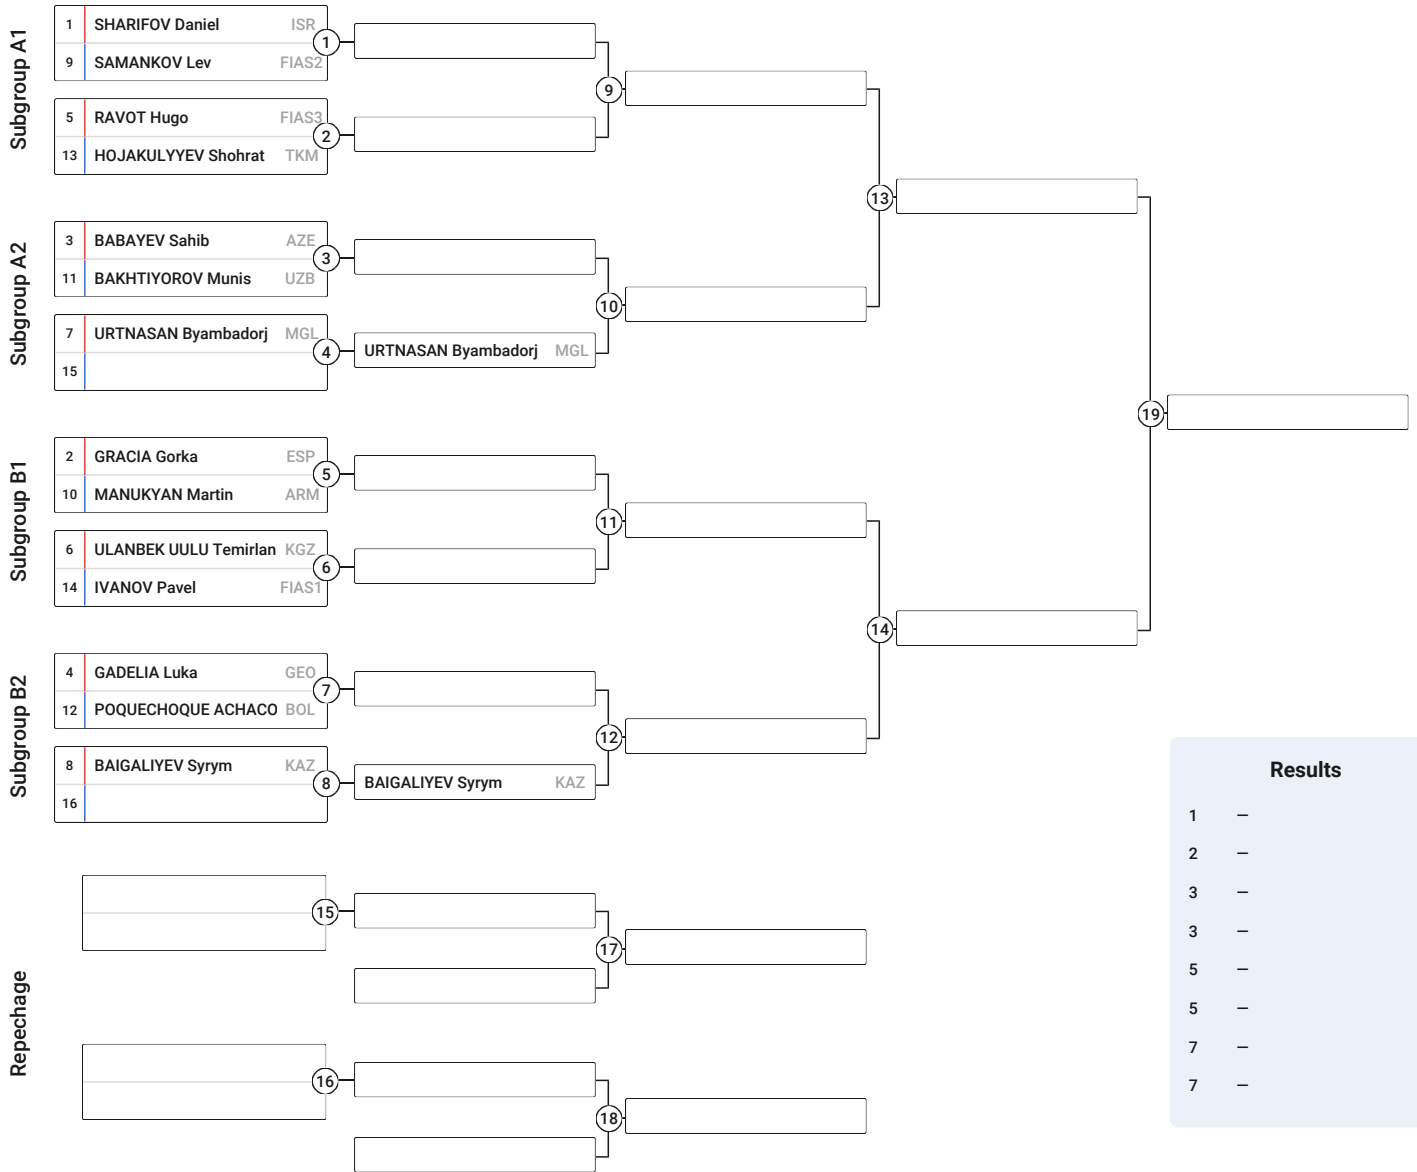 Subgroup A1
1 SHARIFOV Daniel ISR
9 SAMANKOV Lev FIAS2
1
5 RAVOT Hugo FIAS3
13 HOJAKULYYEV Shohrat TKM
2
9
Subgroup A2
3 BABAYEV Sahib AZE
11 BAKHTIYOROV Munis UZB
3
7 URTNASAN Byambadorj MGL
15
4
URTNASAN Byambadorj MGL
10
13
Subgroup B1
2 GRACIA Gorka ESP
10 MANUKYAN Martin ARM
5
6 ULANBEK UULU Temirlan KGZ
14 IVANOV Pavel FIAS1
6
11
Subgroup B2
4 GADELIA Luka GEO
12 POQUECHOQUE ACHACO BOL
7
8 BAIGALIYEV Syrym KAZ
16
8
BAIGALIYEV Syrym KAZ
12
14
19
Repechage
15
17
16
18
Results
1 –
2 –
3 –
3 –
5 –
5 –
7 –
7 –